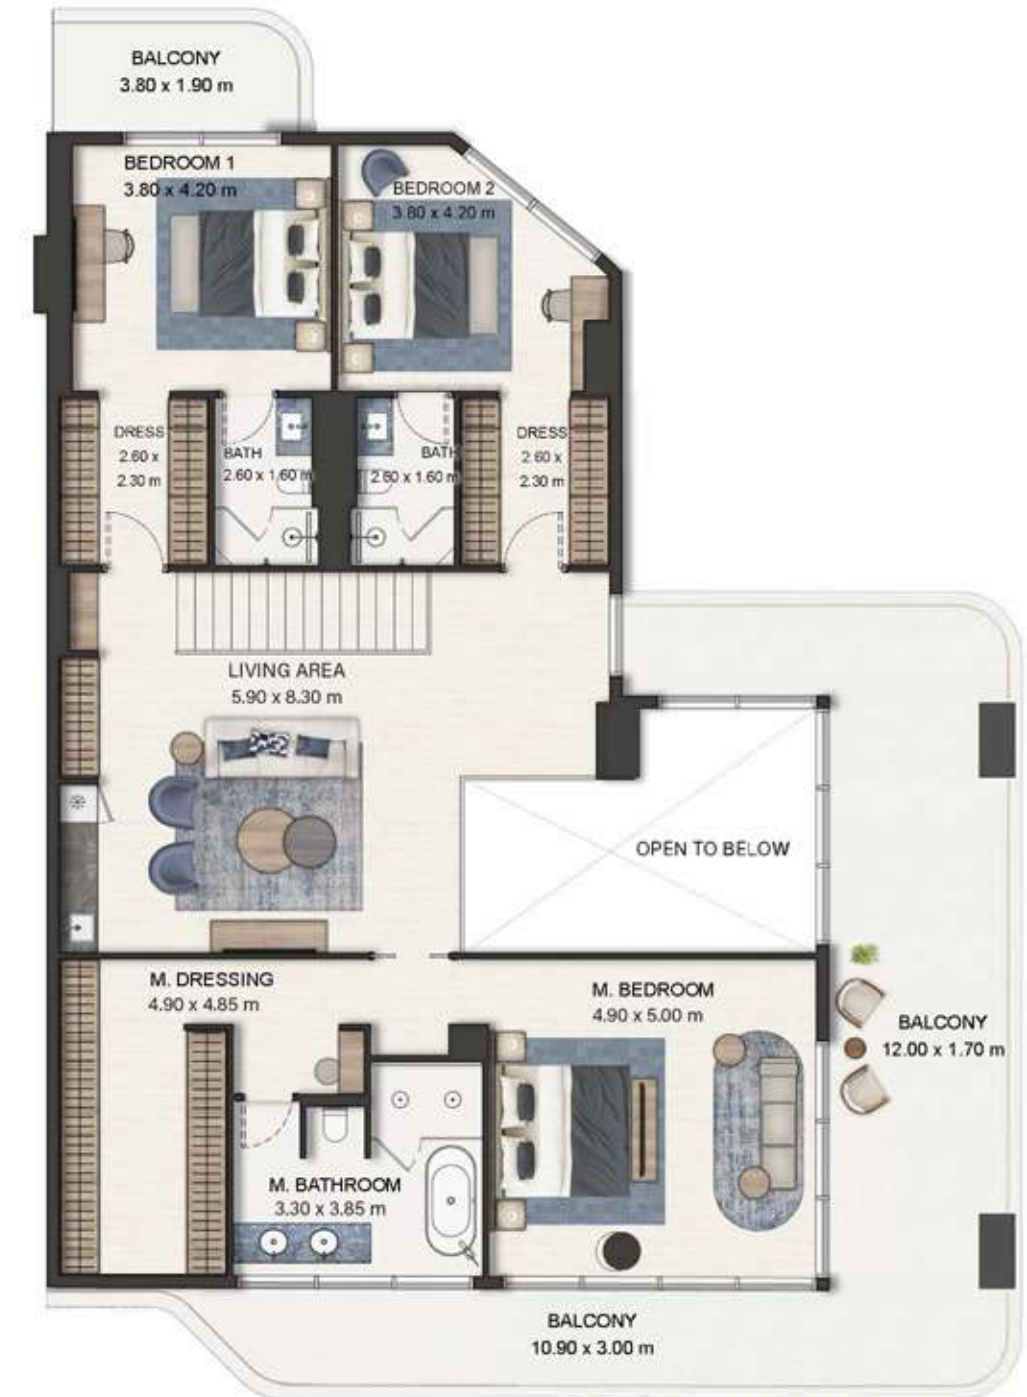 BALCONY
3.80 x 1.90 m
BEDROOM 1
3.80 x 4.20 m
BEDROOM 2
3.80 x 4.20 m
DRESS
2.60 x
2.30 m
BATH
2.60 x 1.60 m
BATH
2.60 x 1.60 m
DRESS
2.60 x
2.30 m
LIVING AREA
5.90 x 8.30 m
OPEN TO BELOW
M. DRESSING
4.90 x 4.85 m
M. BEDROOM
4.90 x 5.00 m
BALCONY
12.00 x 1.70 m
M. BATHROOM
3.30 x 3.85 m
BALCONY
10.90 x 3.00 m